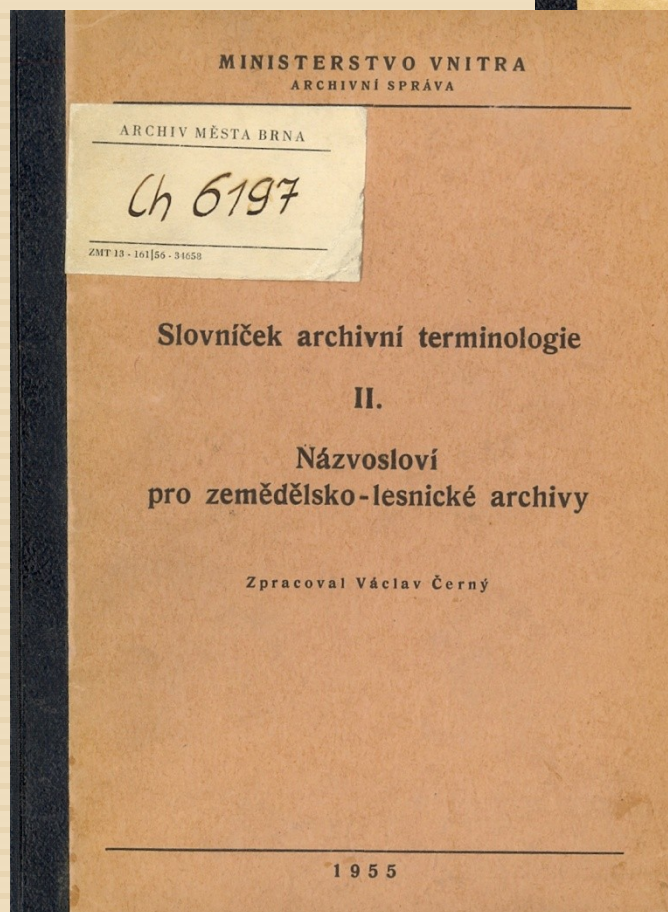 MINISTERSTVO VNITRA
ARCHIVNÍ SPRÁVA
ARCHIV MĚSTA BRNA
Ch 6197
ZMT 13 - 161|56 - 34658
Slovníček archivní terminologie
II.
Názvosloví
pro zemědělsko-lesnické archivy
Zpracoval Václav Černý
1955